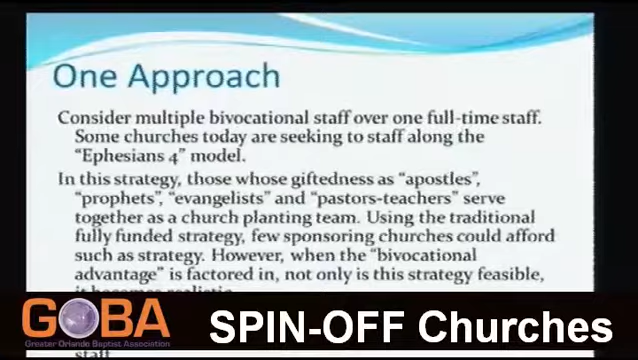 One Approach
Consider multiple bivocational staff over one full-time staff.
Some churches today are seeking to staff along the
"Ephesians 4" model.
In this strategy, those whose giftedness as "apostles",
"prophets", "evangelists" and "pastors-teachers" serve
together as a church planting team. Using the traditional
fully funded strategy, few sponsoring churches could afford
such as strategy. However, when the "bivocational
advantage" is factored in, not only is this strategy feasible,
it becomes realistic.
GOBA
Greater Orlando Baptist Association
SPIN-OFF Churches
staff